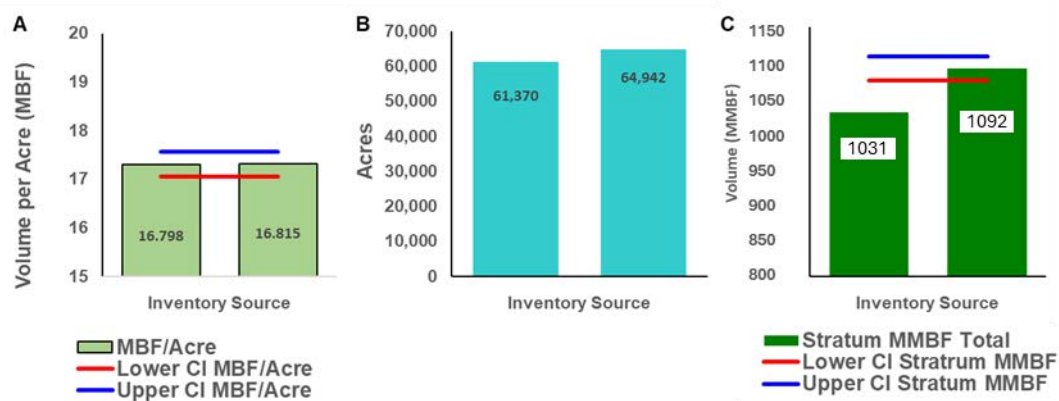 A
Volume per Acre (MBF)
20
19
18
17
16
15
16.798
16.815
Inventory Source
MBF/Acre
Lower CI MBF/Acre
Upper CI MBF/Acre
B
Acres
70,000
60,000
50,000
40,000
30,000
20,000
10,000
0
61,370
64,942
Inventory Source
C
Volume (MMBF)
1150
1100
1050
1000
950
900
850
800
1031
1092
Inventory Source
Stratum MMBF Total
Lower CI Stratrum MMBF
Upper CI Stratum MMBF